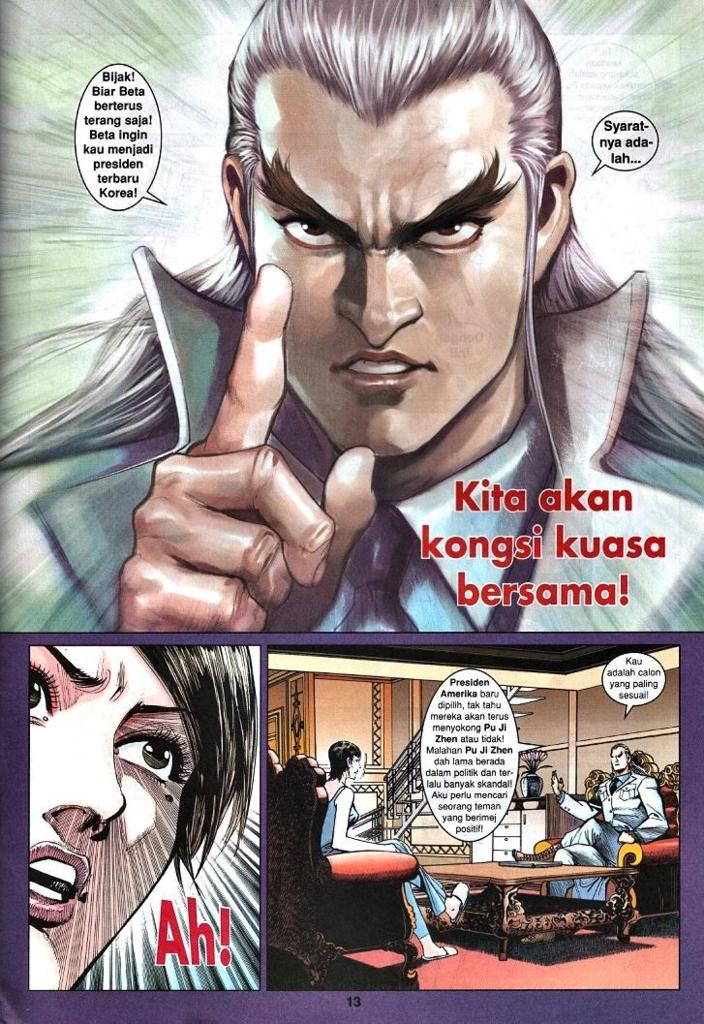 Bijak!
Biar Beta
berterus
terang saja!
Beta ingin
kau menjadi
presiden
terbaru
Korea!
Syarat-
nya ada-
lah...
Kita akan
kongsi kuasa
bersama!
Ah!
Presiden
Amerika baru
dipilih, tak tahu
mereka akan terus
menyokong Pu Ji
Zhen atau tidak!
Malahan Pu Ji Zhen
dah lama berada
dalam politik dan ter-
lalu banyak skandal!
Aku perlu mencari
seorang teman
yang berimej
positif!
Kau
adalah calon
yang paling
sesuai!
13